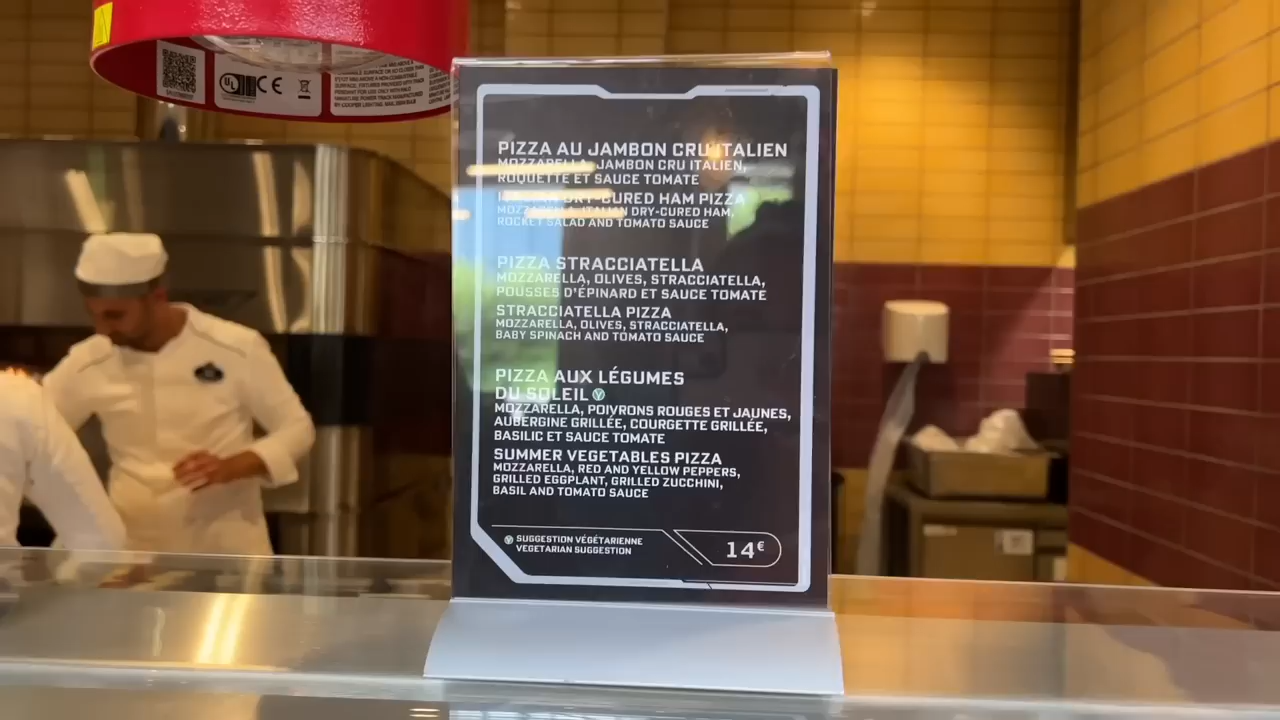 PIZZA AU JAMBON CRU ITALIEN
MOZZARELLA, JAMBON CRU ITALIEN,
ROQUETTE ET SAUCE TOMATE
ITALIAN DRY-CURED HAM PIZZA
MOZZARELLA, ITALIAN DRY-CURED HAM,
ROCKET SALAD AND TOMATO SAUCE
PIZZA STRACCIATELLA
MOZZARELLA, OLIVES, STRACCIATELLA,
POUSSES D'ÉPINARD ET SAUCE TOMATE
STRACCIATELLA PIZZA
MOZZARELLA, OLIVES, STRACCIATELLA,
BABY SPINACH AND TOMATO SAUCE
PIZZA AUX LÉGUMES
DU SOLEIL V
MOZZARELLA, POIVRONS ROUGES ET JAUNES,
AUBERGINE GRILLÉE, COURGETTE GRILLÉE,
BASILIC ET SAUCE TOMATE
SUMMER VEGETABLES PIZZA
MOZZARELLA, RED AND YELLOW PEPPERS,
GRILLED EGGPLANT, GRILLED ZUCCHINI,
BASIL AND TOMATO SAUCE
V SUGGESTION VÉGÉTARIENNE
VEGETARIAN SUGGESTION
14€
UL CE